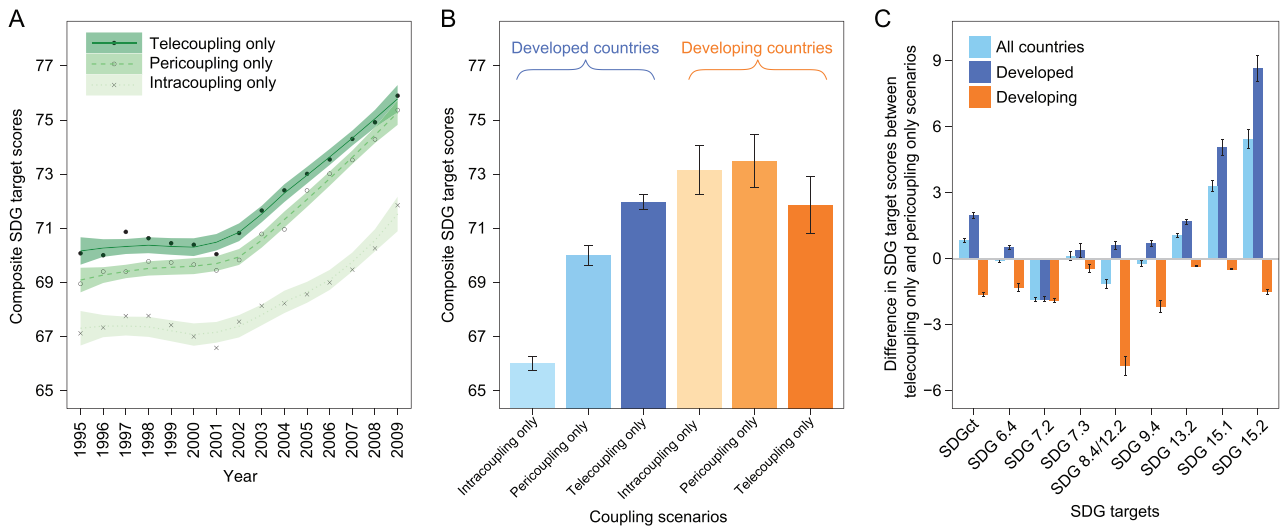 A
Composite SDG target scores
77
75
73
71
69
67
65
Telecoupling only
Pericoupling only
Intracoupling only
1995
1996
1997
1998
1999
2000
2001
2002
2003
2004
2005
2006
2007
2008
2009
Year
B
Composite SDG target scores
77
75
73
71
69
67
65
Developed countries
Developing countries
Intracoupling only
Pericoupling only
Telecoupling only
Intracoupling only
Pericoupling only
Telecoupling only
Coupling scenarios
C
Difference in SDG target scores between
telecoupling only and pericoupling only scenarios
9
6
3
0
−3
−6
All countries
Developed
Developing
SDGct
SDG 6.4
SDG 7.2
SDG 7.3
SDG 8.4/12.2
SDG 9.4
SDG 13.2
SDG 15.1
SDG 15.2
SDG targets